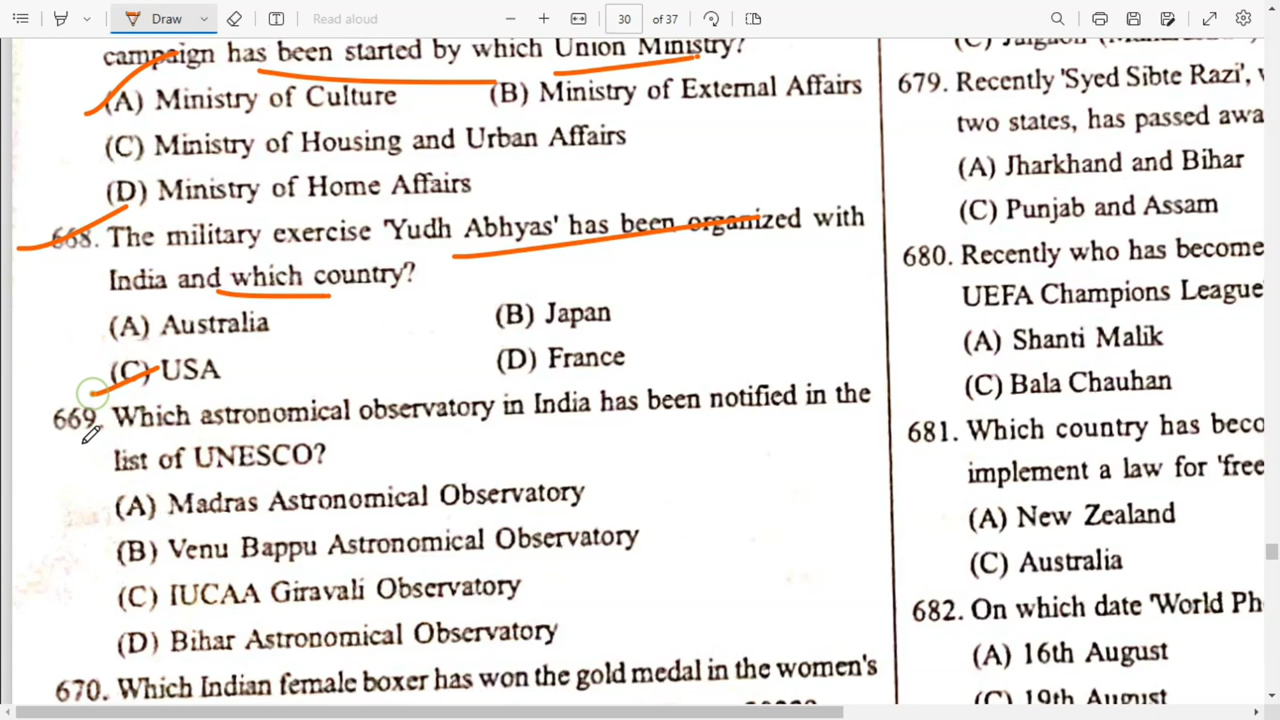 Draw
Read aloud
30 of 37
campaign has been started by which Union Ministry?
(A) Ministry of Culture (B) Ministry of External Affairs
(C) Ministry of Housing and Urban Affairs
(D) Ministry of Home Affairs
668. The military exercise 'Yudh Abhyas' has been organized with
India and which country?
(A) Australia (B) Japan
(C) USA (D) France
669. Which astronomical observatory in India has been notified in the
list of UNESCO?
(A) Madras Astronomical Observatory
(B) Venu Bappu Astronomical Observatory
(C) IUCAA Giravali Observatory
(D) Bihar Astronomical Observatory
670. Which Indian female boxer has won the gold medal in the women's
679. Recently 'Syed Sibte Razi',
two states, has passed awa
(A) Jharkhand and Bihar
(C) Punjab and Assam
680. Recently who has become
UEFA Champions League'
(A) Shanti Malik
(C) Bala Chauhan
681. Which country has beco
implement a law for 'free
(A) New Zealand
(C) Australia
682. On which date 'World Ph
(A) 16th August
(C) 19th August